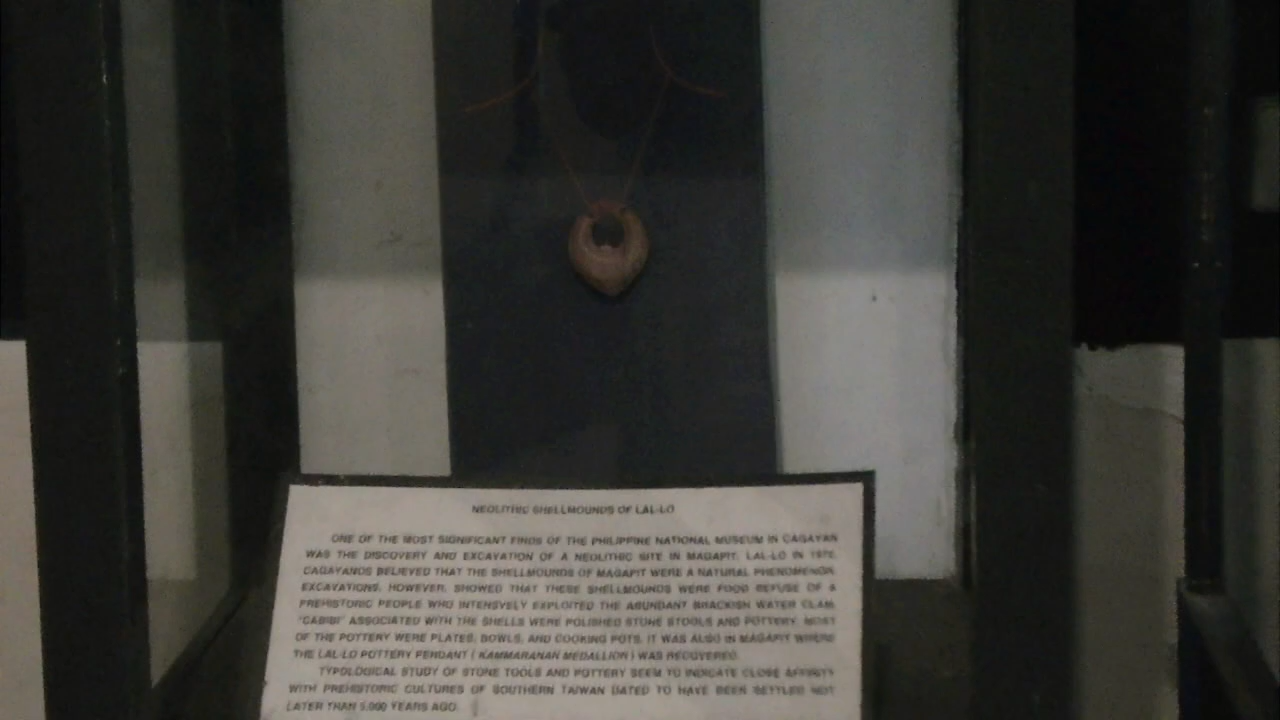 NEOLITHIC SHELLMOUNDS OF LAL-LO
ONE OF THE MOST SIGNIFICANT FINDS OF THE PHILIPPINE NATIONAL MUSEUM IN CAGAYAN
WAS THE DISCOVERY AND EXCAVATION OF A NEOLITHIC SITE IN MAGAPIT, LAL-LO IN
CAGAYANOS BELIEVED THAT THE SHELLMOUNDS OF MAGAPIT WERE A NATURAL PHENOMENON.
EXCAVATIONS, HOWEVER, SHOWED THAT THESE SHELLMOUNDS WERE FOOD REFUSE OF A
PREHISTORIC PEOPLE WHO INTENSVELY EXPLOITED THE ABUNDANT BRACKISH WATER CLAM,
"CABIBI" ASSOCIATED WITH THE SHELLS WERE POLISHED STONE STOOLS AND POTTERY. MOST
OF THE POTTERY WERE PLATES, BOWLS, AND COOKING POTS. IT WAS ALSO IN MAGAPIT WHERE
THE LAL-LO POTTERY PENDANT ( KAMMARANAN MEDALLION ) WAS RECOVERED.
TYPOLOGICAL STUDY OF STONE TOOLS AND POTTERY SEEM TO INDICATE CLOSE AFFINITY
WITH PREHISTORIC CULTURES OF SOUTHERN TAIWAN DATED TO HAVE BEEN SETTLED NOT
LATER THAN 5,000 YEARS AGO.